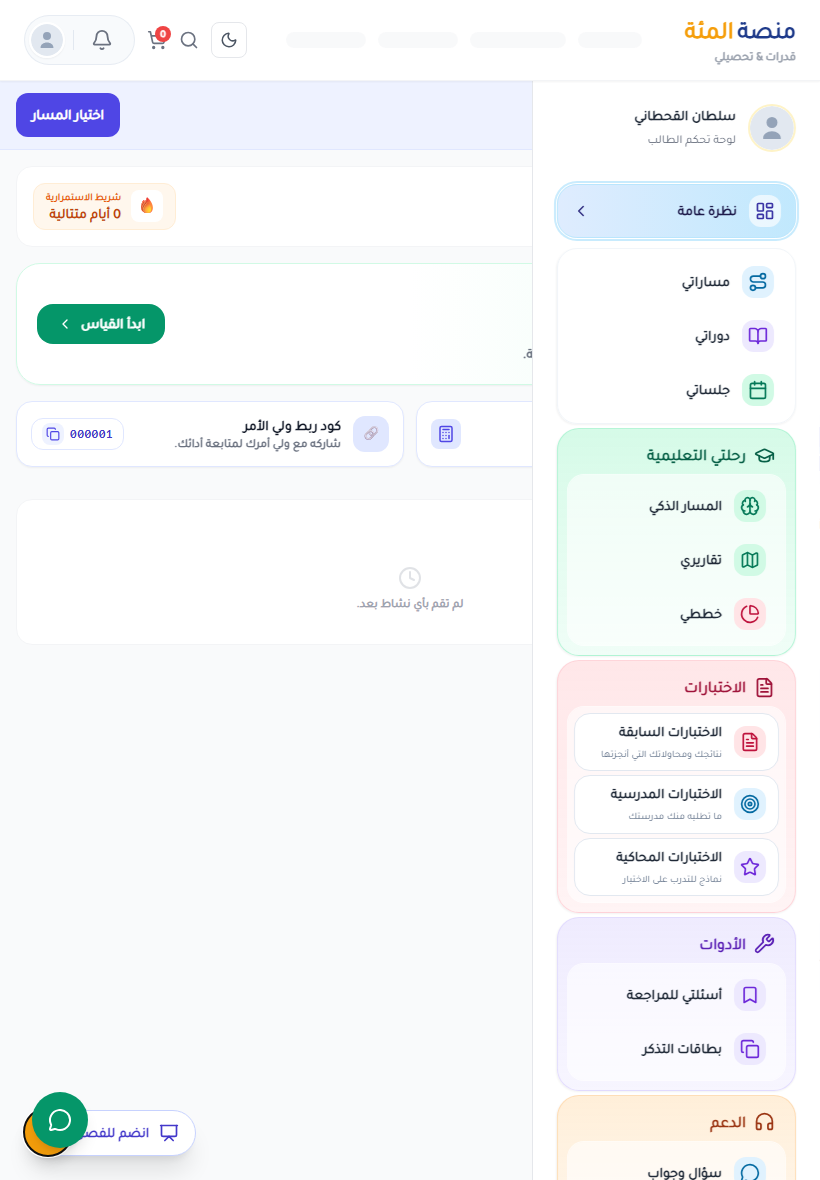 منصة المئة
قدرات & تحصيلي
0
اختيار المسار
سلطان القحطاني
لوحة تحكم الطالب
نظرة عامة
مساراتي
دوراتي
جلساتي
رحلتي التعليمية
المسار الذكي
تقاريري
خططي
الاختبارات
الاختبارات السابقة
نتائجك ومحاولاتك التي أنجزتها
الاختبارات المدرسية
ما تطلبه منك مدرستك
الاختبارات المحاكية
نماذج للتدرب على الاختبار
الأدوات
أسئلتي للمراجعة
بطاقات التذكر
الدعم
سؤال وجواب
شريط الاستمرارية
0 أيام متتالية
ابدأ القياس
ة.
كود ربط ولي الأمر
شاركه مع ولي أمرك لمتابعة أدائك.
000001
لم تقم بأي نشاط بعد.
انضم